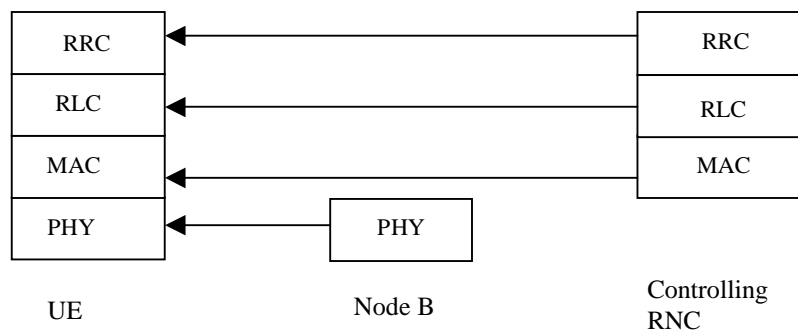 RRC
RRC
RLC
RLC
MAC
MAC
PHY
PHY
UE
Node B
Controlling
RNC